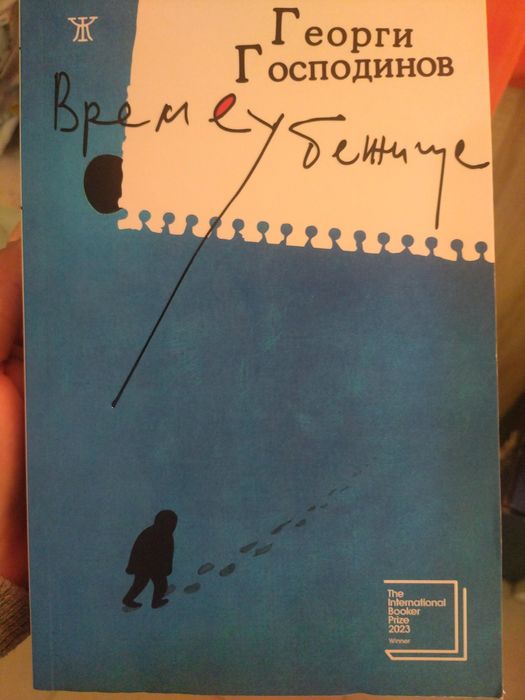 Ж
Георги
Господинов
Времеубежище
The
International
Booker
Prize
2023
Winner